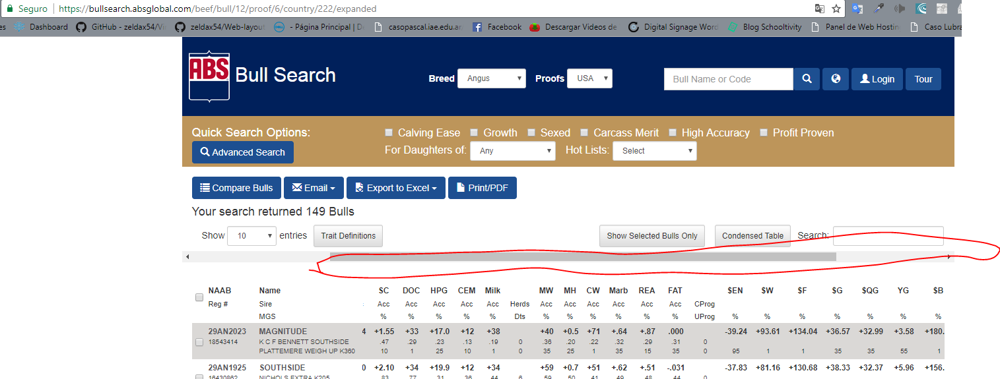 Seguro https://bullsearch.absglobal.com/beef/bull/12/proof/6/country/222/expanded
es Dashboard GitHub - zeldax54/Vi zeldax54/Web-layout - Página Principal | De casopascal.iae.edu.ar Facebook Descargar Videos de Digital Signage Word Blog Schooltivity Panel de Web Hostin Caso Lubra
ABS Bull Search Breed Angus Proofs USA Bull Name or Code Login Tour
Quick Search Options: Calving Ease Growth Sexed Carcass Merit High Accuracy Profit Proven
Advanced Search For Daughters of: Any Hot Lists: Select
Compare Bulls Email Export to Excel Print/PDF
Your search returned 149 Bulls
Show 10 entries Trait Definitions Show Selected Bulls Only Condensed Table Search:
NAAB Name SC DOC HPG CEM Milk MW MH CW Marb REA FAT $EN $W $F $G $QG YG $B
Reg # Sire Acc Acc Acc Acc Acc Herds Acc Acc Acc Acc Acc Acc CProg
MGS % % % % % Dts % % % % % % UProg % % % % % % %
29AN2023 MAGNITUDE 4 +1.55 +33 +17.0 +12 +38 +40 +0.5 +71 +.64 +.87 .000 -39.24 +93.61 +134.04 +36.57 +32.99 +3.58 +180.
18543414 K C F BENNETT SOUTHSIDE .47 .29 .23 .13 .19 0 .36 .20 .22 .32 .29 .31 0
PLATTEMERE WEIGH UP K360 10 1 25 10 1 0 35 25 1 35 15 35 0 95 1 1 35 35 55 1
29AN1925 SOUTHSIDE 0 +2.10 +34 +19.9 +12 +34 +59 +0.7 +51 +.62 +.51 -.031 -37.83 +81.16 +130.68 +38.33 +32.37 +5.96 +156.
16430862 NICHOLS EXTRA K205 .83 .77 .31 .36 .44 6 .59 .50 .41 .49 .48 .44 0